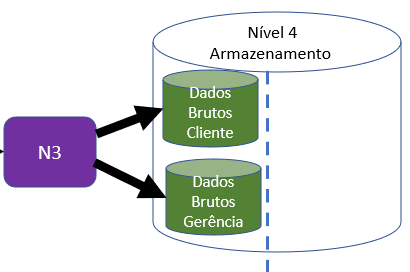 Nível 4
Armazenamento
Dados
Brutos
Cliente
N3
Dados
Brutos
Gerência